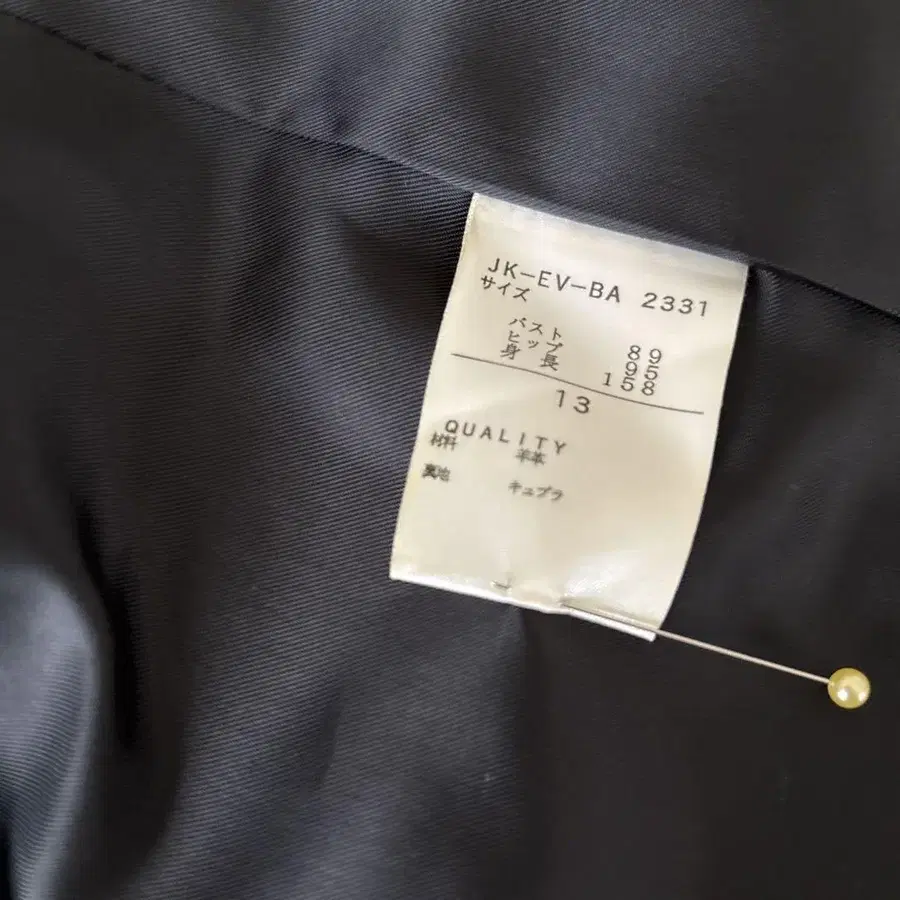 JK-EV-BA 2331
サイズ
バスト 89
ヒップ 95
身長 158
13
QUALITY
材料 羊革
裏地 キュプラ